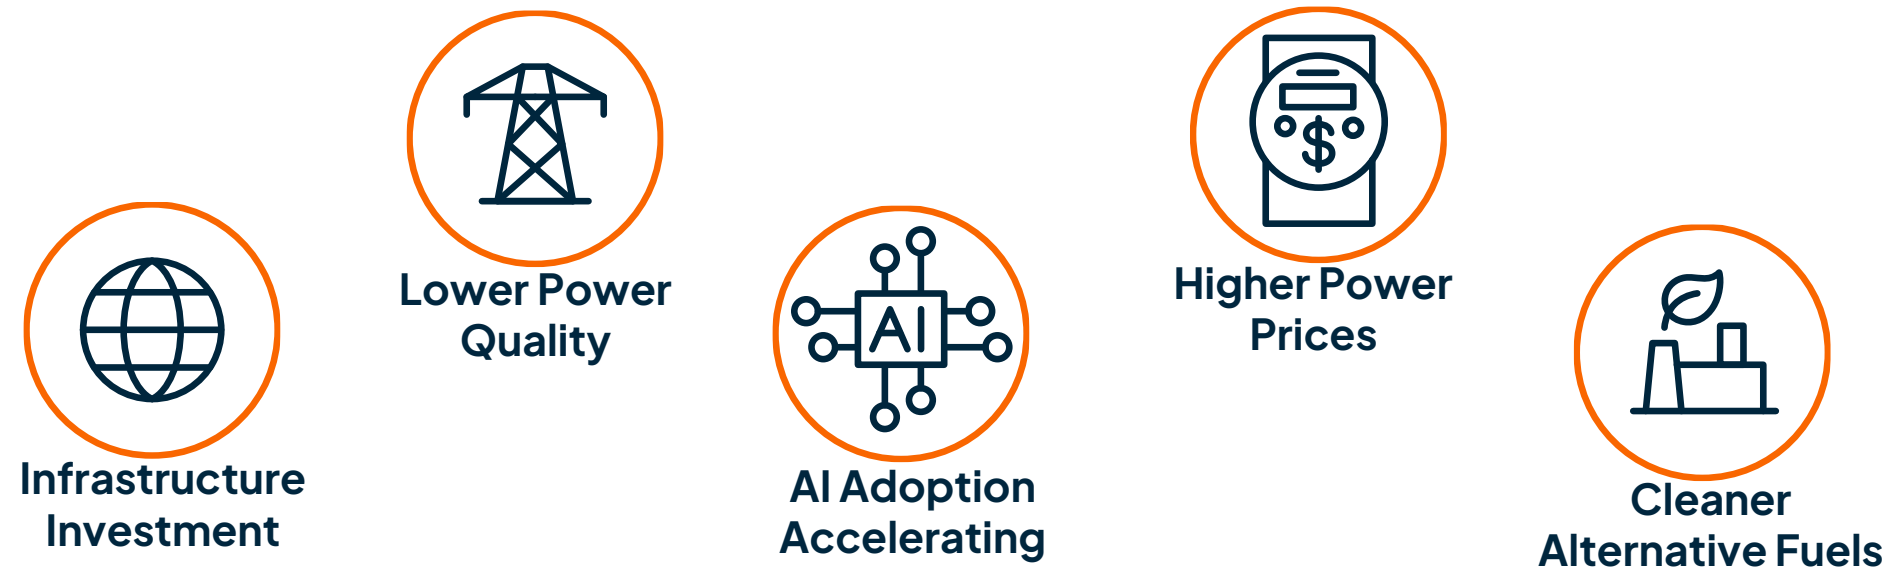 Infrastructure
Investment
Lower Power
Quality
AI
AI Adoption
Accelerating
$
Higher Power
Prices
Cleaner
Alternative Fuels